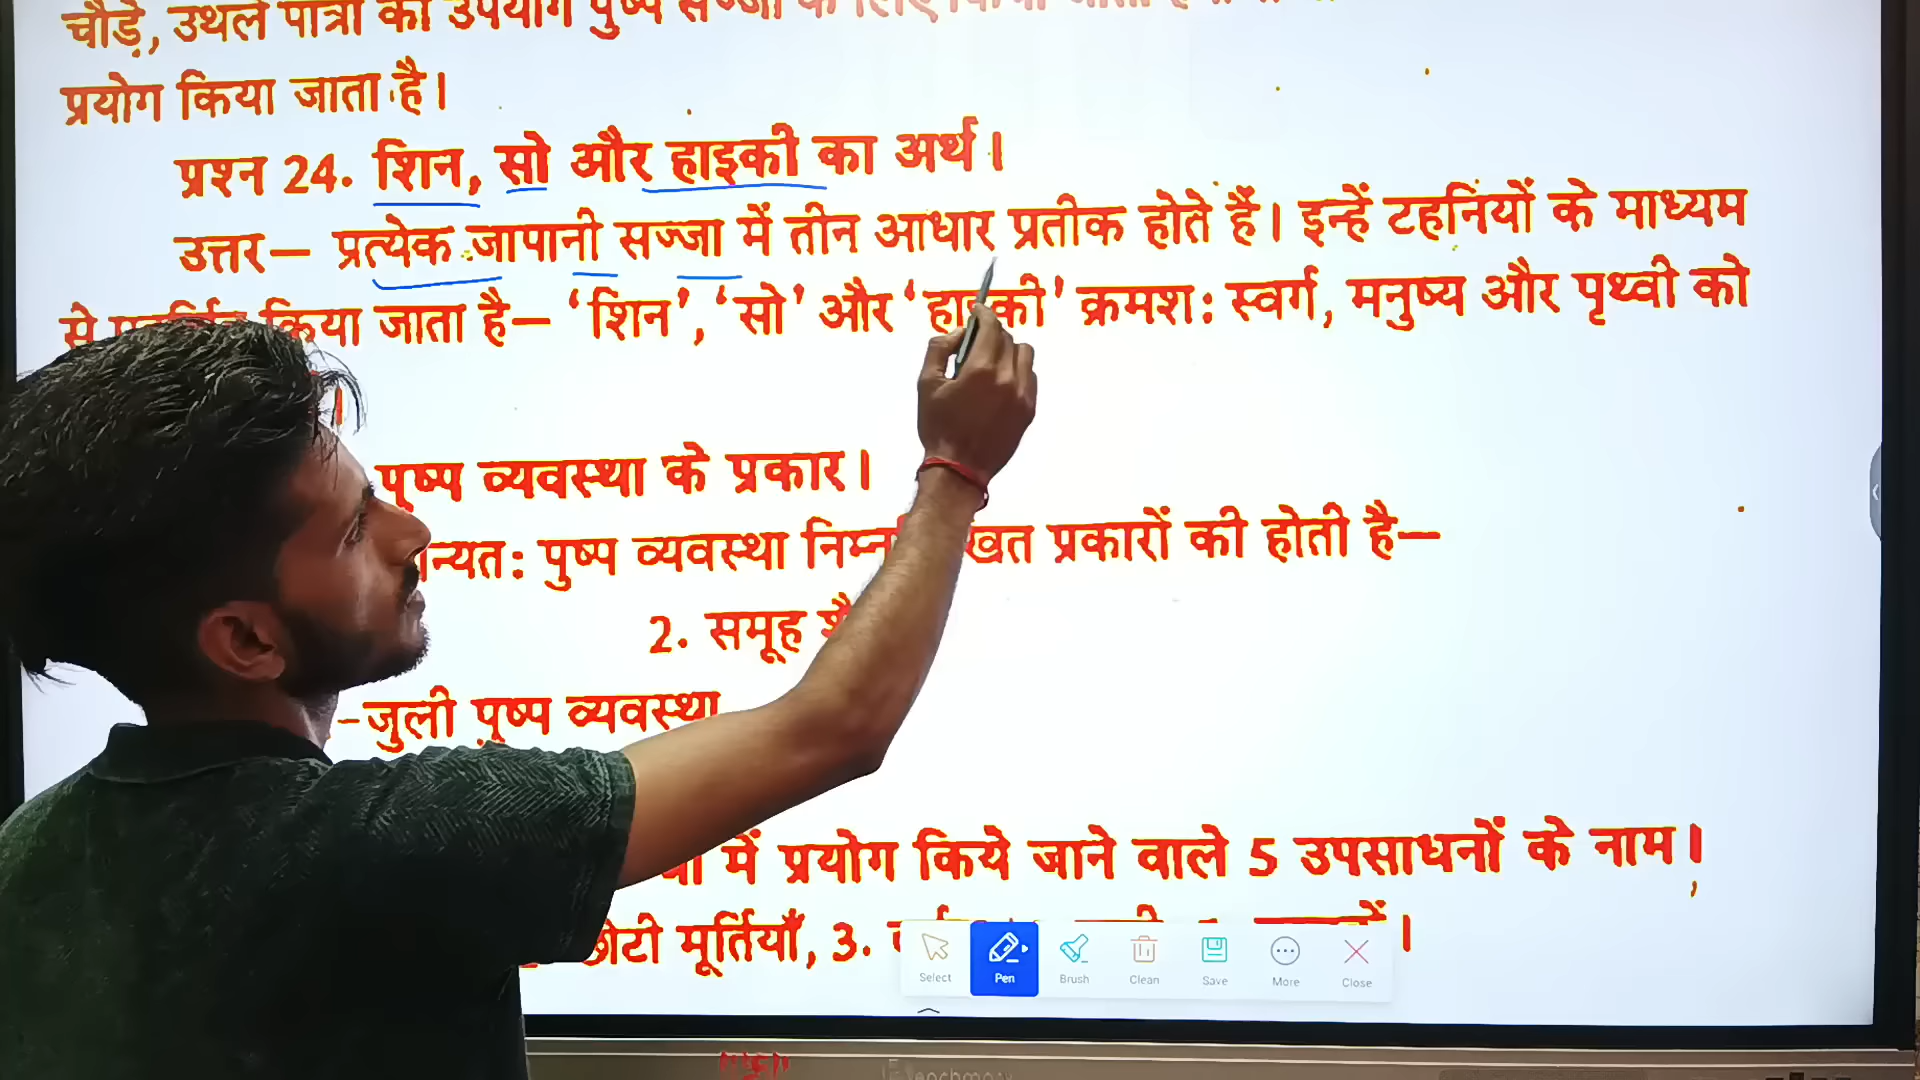 चौड़े, उथले पात्रों का उपयोग पुष्प सज्जा के लिए किया जाता है
प्रयोग किया जाता है।
प्रश्न 24. शिन, सो और हाइकी का अर्थ।
उत्तर– प्रत्येक जापानी सज्जा में तीन आधार प्रतीक होते हैं। इन्हें टहनियों के माध्यम
से किया जाता है– ‘शिन’, ‘सो’ और ‘हाइकी’ क्रमश: स्वर्ग, मनुष्य और पृथ्वी को
पुष्प व्यवस्था के प्रकार।
न्यत: पुष्प व्यवस्था निम्नलिखित प्रकारों की होती है–
2. समूह
-जुली पुष्प व्यवस्था
में प्रयोग किये जाने वाले 5 उपसाधनों के नाम।
छोटी मूर्तियाँ, 3.
Select Pen Brush Clean Save More Close